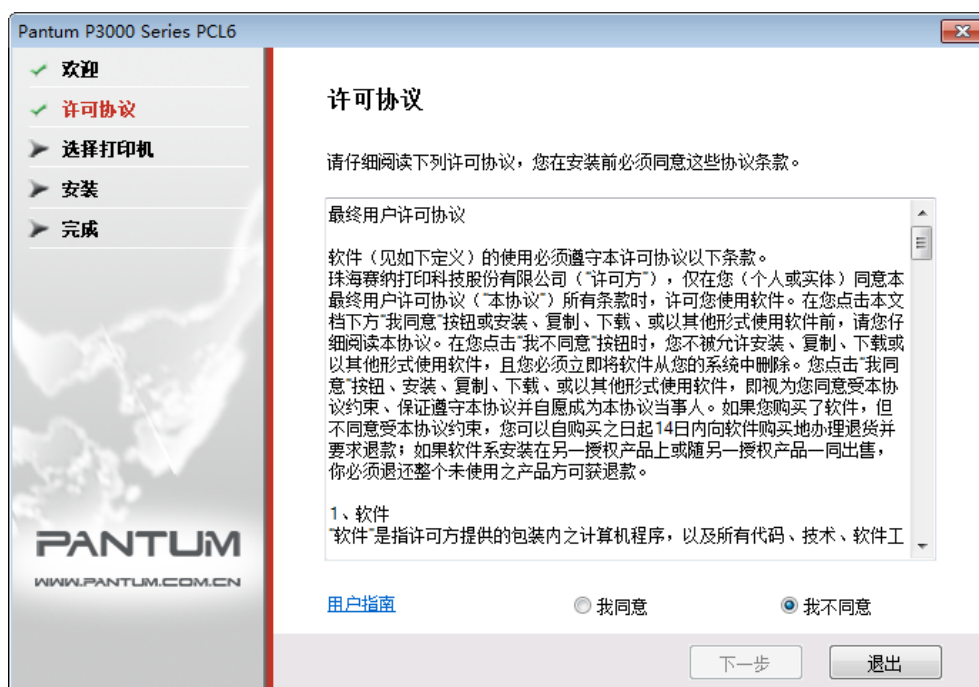 Pantum P3000 Series PCL6
欢迎
许可协议
选择打印机
安装
完成
PANTUM
WWW.PANTUM.COM.CN
许可协议
请仔细阅读下列许可协议，您在安装前必须同意这些协议条款。
最终用户许可协议
软件（见如下定义）的使用必须遵守本许可协议以下条款。
珠海赛纳打印科技股份有限公司（"许可方"），仅在您（个人或实体）同意本
最终用户许可协议（"本协议"）所有条款时，许可您使用软件。在您点击本文
档下方"我同意"按钮或安装、复制、下载、或以其他形式使用软件前，请您仔
细阅读本协议。在您点击"我不同意"按钮时，您不被允许安装、复制、下载或
以其他形式使用软件，且您必须立即将软件从您的系统中删除。您点击"我同
意"按钮、安装、复制、下载、或以其他形式使用软件，即视为您同意受本协
议约束、保证遵守本协议并自愿成为本协议当事人。如果您购买了软件，但
不同意受本协议约束，您可以自购买之日起14日内向软件购买地办理退货并
要求退款；如果软件系安装在另一授权产品上或随另一授权产品一同出售，
你必须退还整个未使用之产品方可获退款。
1、软件
"软件"是指许可方提供的包装内之计算机程序，以及所有代码、技术、软件工
用户指南
我同意
我不同意
下一步
退出